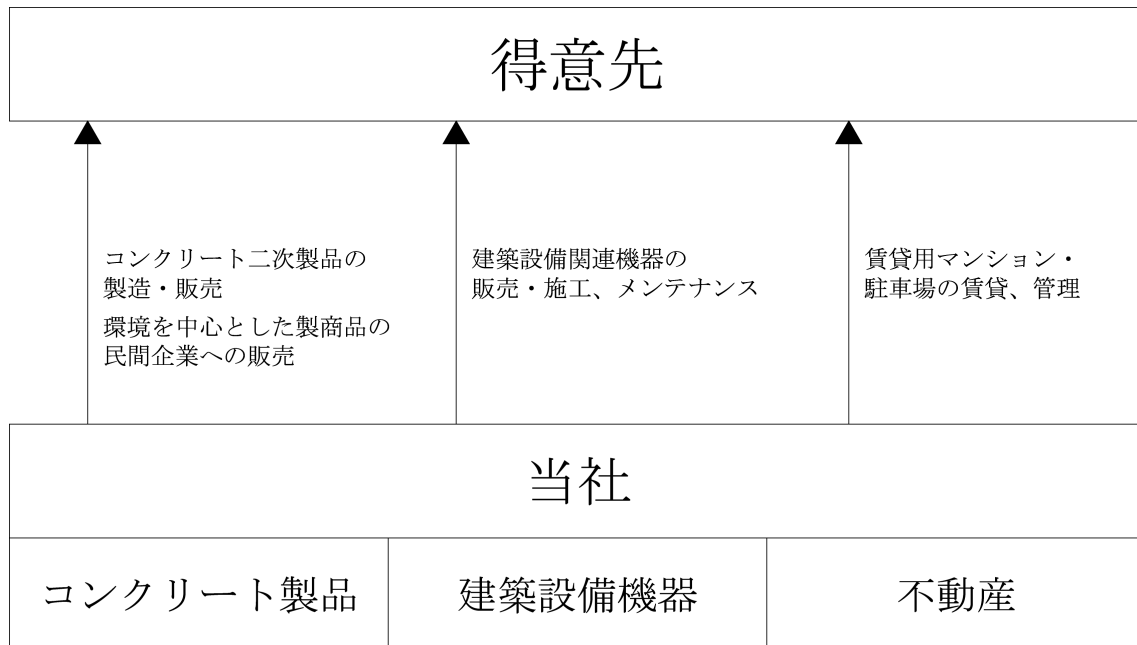 得意先
コンクリート二次製品の
製造・販売
環境を中心とした製商品の
民間企業への販売
建築設備関連機器の
販売・施工、メンテナンス
賃貸用マンション・
駐車場の賃貸、管理
当社
コンクリート製品
建築設備機器
不動産